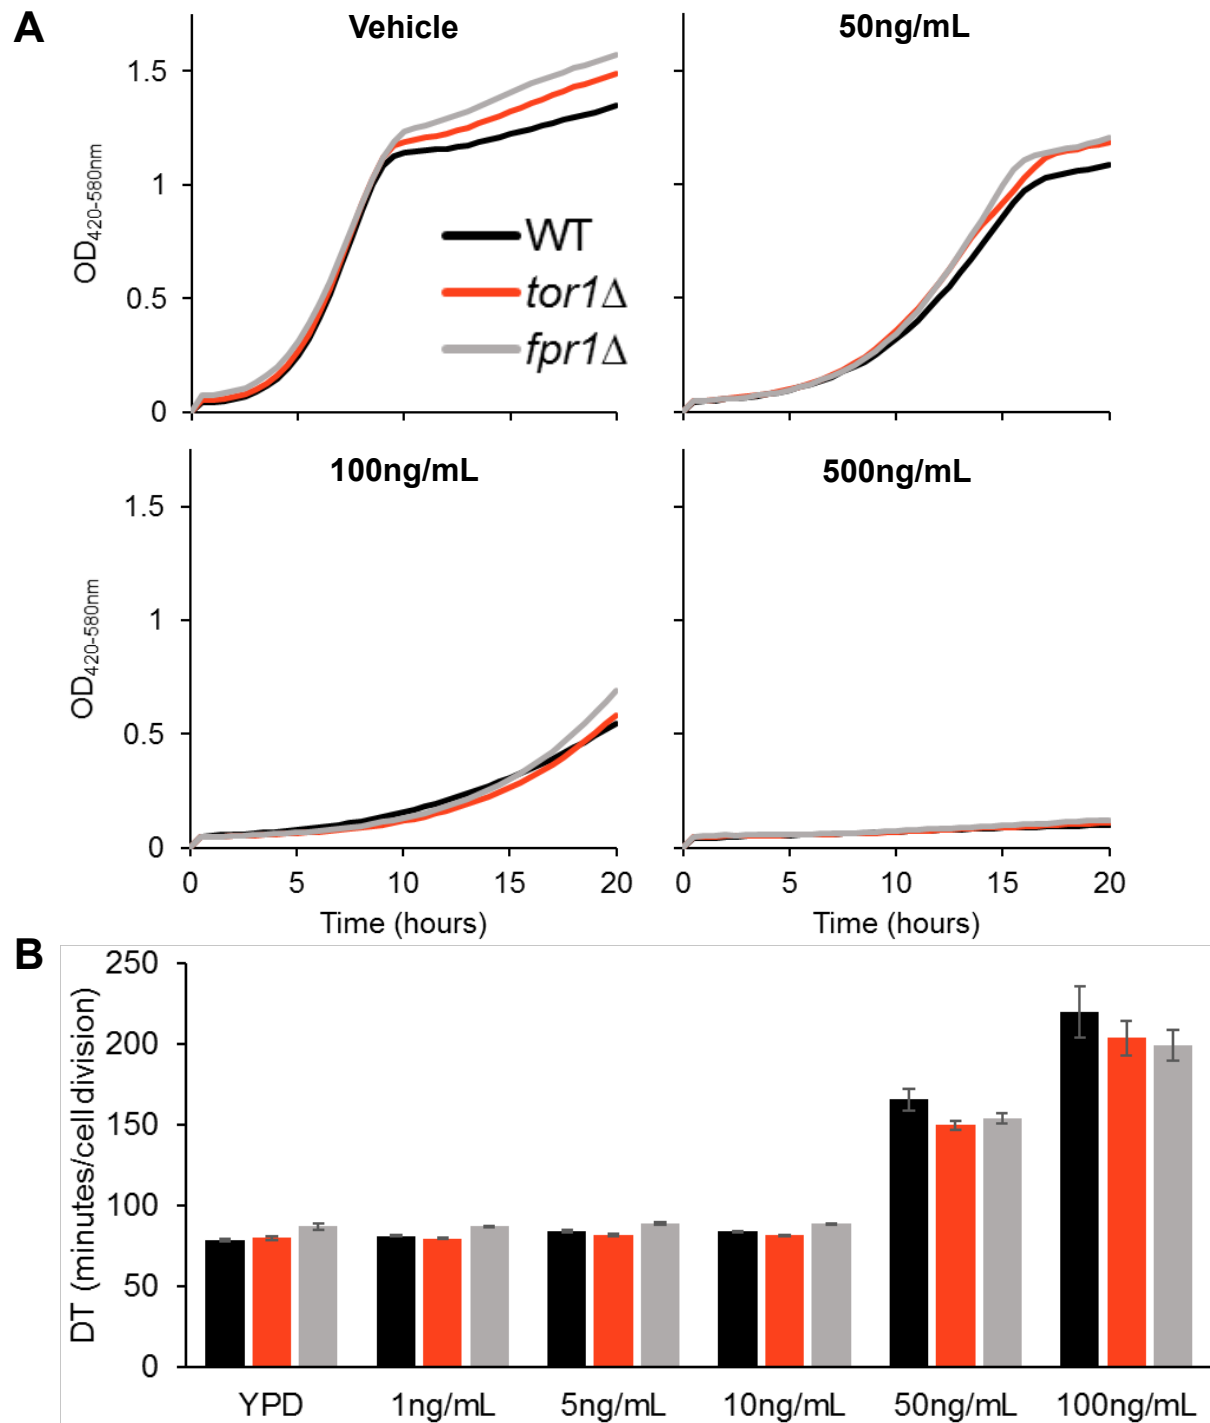 A
Vehicle
50ng/mL
1.5
1
0.5
0
OD420-580nm
WT
tor1Δ
fpr1Δ
100ng/mL
500ng/mL
1.5
1
0.5
0
OD420-580nm
0 5 10 15 20
0 5 10 15 20
Time (hours)
Time (hours)
B
250
200
150
100
50
0
DT (minutes/cell division)
YPD 1ng/mL 5ng/mL 10ng/mL 50ng/mL 100ng/mL